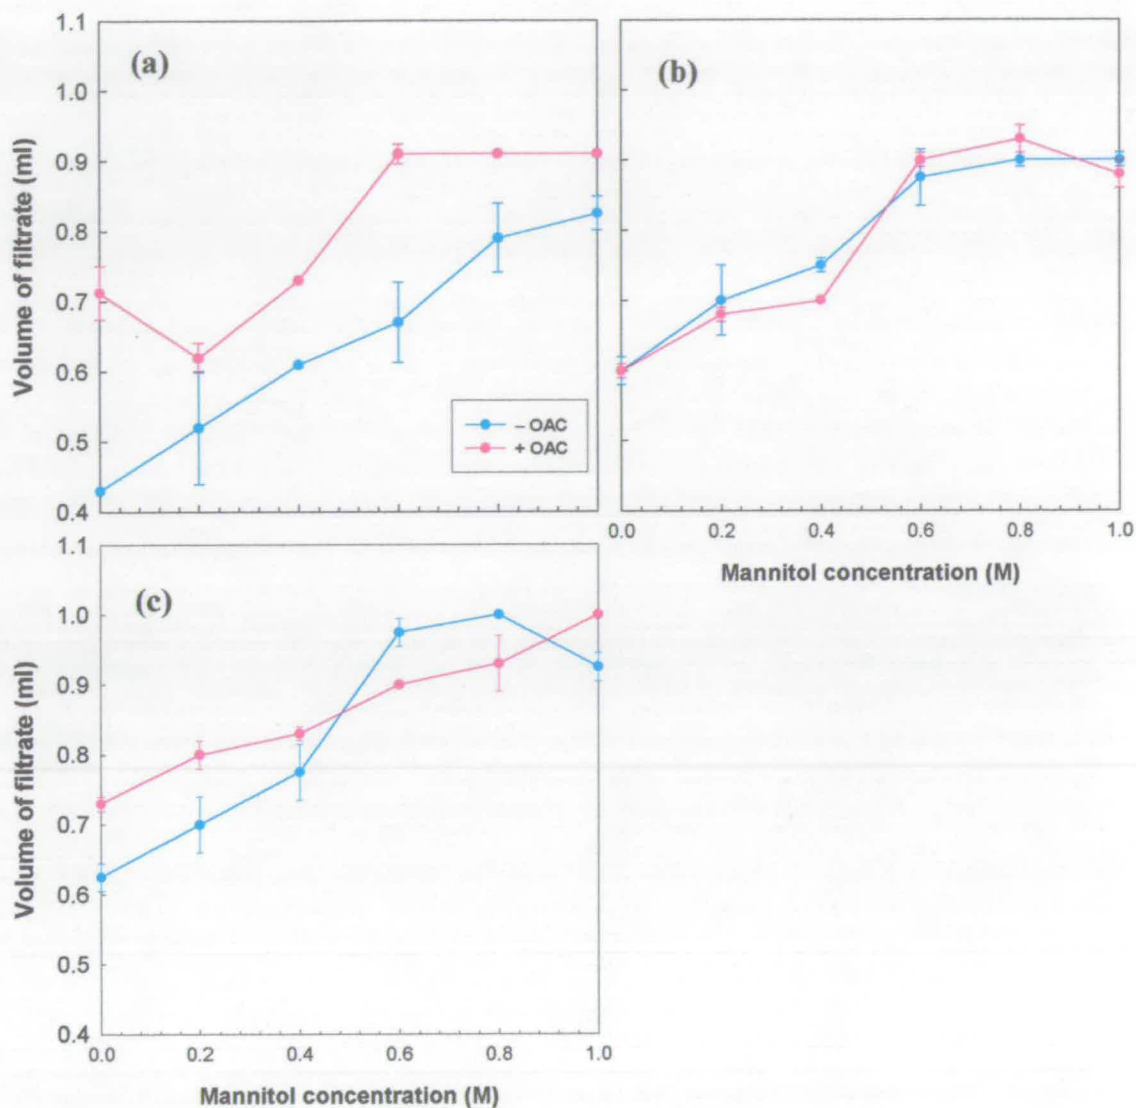 (a)
1.1
1.0
0.9
0.8
0.7
0.6
0.5
0.4
Volume of filtrate (ml)
– OAC
+ OAC
(b)
0.0 0.2 0.4 0.6 0.8 1.0
Mannitol concentration (M)
(c)
1.1
1.0
0.9
0.8
0.7
0.6
0.5
0.4
Volume of filtrate (ml)
0.0 0.2 0.4 0.6 0.8 1.0
Mannitol concentration (M)